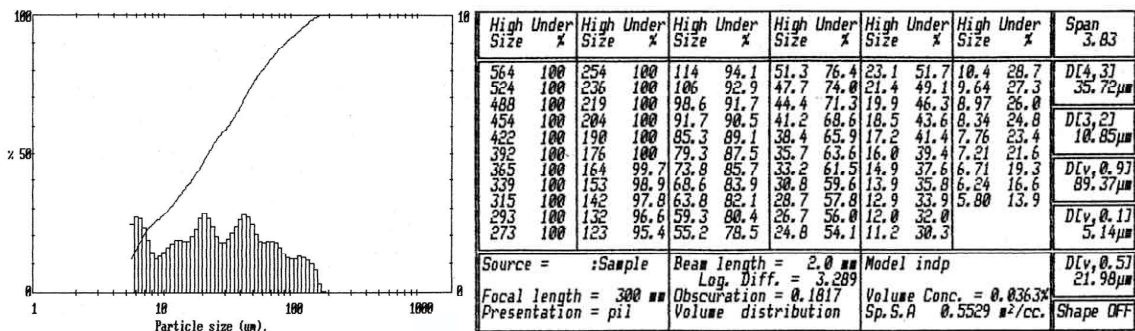 100
10
%
50
0
0
1
10
100
1000
Particle size (um).
High Under High Under High Under High Under High Under High Under Span
Size % Size % Size % Size % Size % Size % 3.83
564 100 254 100 114 94.1 51.3 76.4 23.1 51.7 10.4 28.7 D[4,3]
524 100 236 100 106 92.9 47.7 74.0 21.4 49.1 9.64 27.3 35.72µm
488 100 219 100 98.6 91.7 44.4 71.3 19.9 46.3 8.97 26.0
454 100 204 100 91.7 90.5 41.2 68.6 18.5 43.6 8.34 24.8 D[3,2]
422 100 190 100 85.3 89.1 38.4 65.9 17.2 41.4 7.76 23.4 10.85µm
392 100 176 100 79.3 87.5 35.7 63.6 16.0 39.4 7.21 21.6
365 100 164 99.7 73.8 85.7 33.2 61.5 14.9 37.6 6.71 19.3 D[v,0.9]
339 100 153 98.9 68.6 83.9 30.8 59.6 13.9 35.8 6.24 16.6 89.37µm
315 100 142 97.8 63.8 82.1 28.7 57.8 12.9 33.9 5.80 13.9
293 100 132 96.6 59.3 80.4 26.7 56.0 12.0 32.0 D[v,0.1]
273 100 123 95.4 55.2 78.5 24.8 54.1 11.2 30.3 5.14µm
Source = :Sample Beam length = 2.0 mm Model indp D[v,0.5]
Log. Diff. = 3.289 21.98µm
Focal length = 300 mm Obscuration = 0.1817 Volume Conc. = 0.0363%
Presentation = pil Volume distribution Sp.S.A 0.5529 m²/cc. Shape OFF